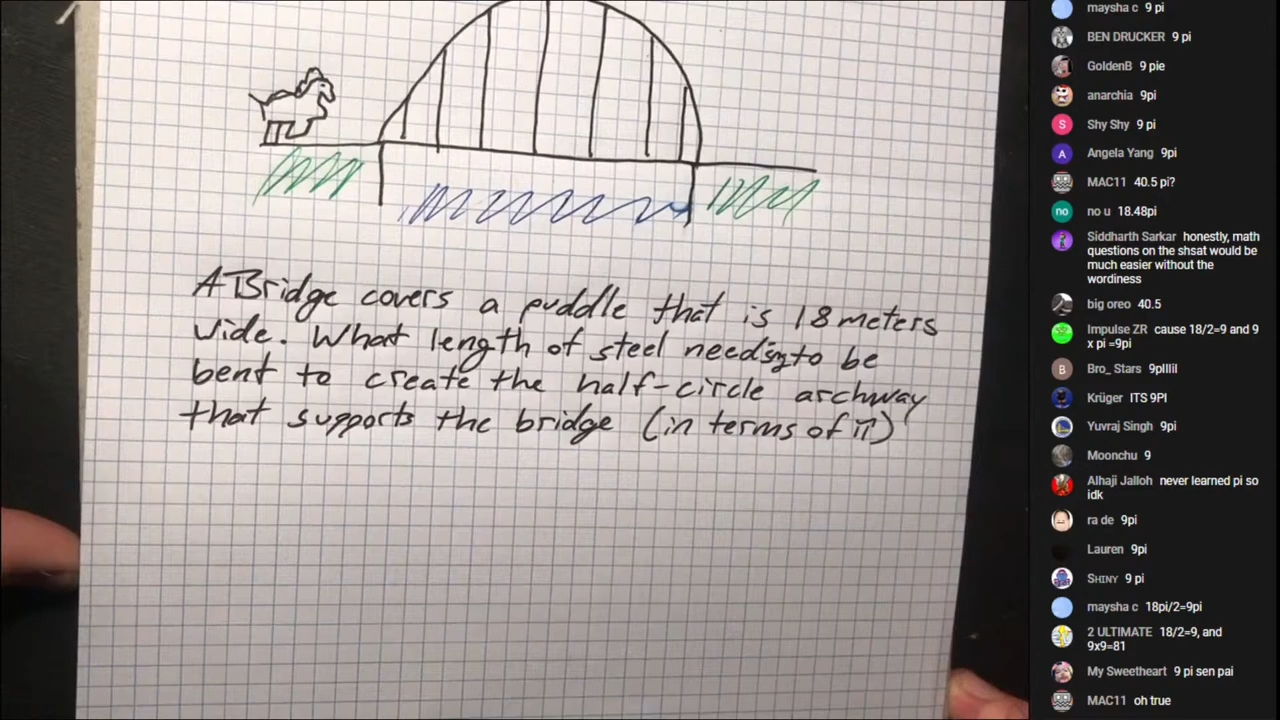 A Bridge covers a puddle that is 18 meters
wide. What length of steel needs to be
bent to create the half-circle archway
that supports the bridge (in terms of π)
maysha c 9 pi
BEN DRUCKER 9 pi
GoldenB 9 pie
anarchia 9pi
Shy Shy 9 pi
Angela Yang 9pi
MAC11 40.5 pi?
no no u 18.48pi
Siddharth Sarkar honestly, math
questions on the shsat would be
much easier without the
wordiness
big oreo 40.5
Impulse ZR cause 18/2=9 and 9
x pi =9pi
Bro_ Stars 9pIIIiI
Krüger ITS 9PI
Yuvraj Singh 9pi
Moonchu 9
Alhaji Jalloh never learned pi so
idk
ra de 9pi
Lauren 9pi
SHINY 9 pi
maysha c 18pi/2=9pi
2 ULTIMATE 18/2=9, and
9x9=81
My Sweetheart 9 pi sen pai
MAC11 oh true